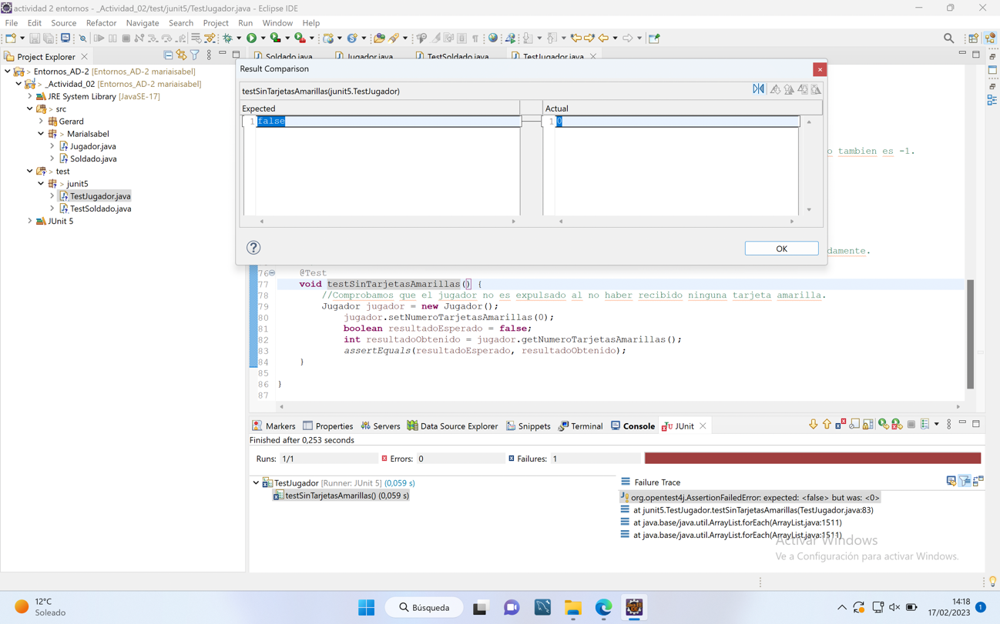 actividad 2 entornos - _Actividad_02/test/junit5/TestJugador.java - Eclipse IDE
File Edit Source Refactor Navigate Search Project Run Window Help
Project Explorer
Soldado.java Jugador.java TestSoldado.java TestJugador.java
Entornos_AD-2 [Entornos_AD-2 mariaisabel]
> _Actividad_02 [Entornos_AD-2 mariaisabel]
JRE System Library [JavaSE-17]
> src
Gerard
> MariaIsabel
Jugador.java
Soldado.java
> test
> junit5
TestJugador.java
TestSoldado.java
JUnit 5
Result Comparison
testSinTarjetasAmarillas(junit5.TestJugador)
Expected Actual
1 false 1 0
OK
o tambien es -1.
damente.
76 @Test
77 void testSinTarjetasAmarillas() {
78 //Comprobamos que el jugador no es expulsado al no haber recibido ninguna tarjeta amarilla.
79 Jugador jugador = new Jugador();
80 jugador.setNumeroTarjetasAmarillas(0);
81 boolean resultadoEsperado = false;
82 int resultadoObtenido = jugador.getNumeroTarjetasAmarillas();
83 assertEquals(resultadoEsperado, resultadoObtenido);
84 }
85
86 }
87
Markers Properties Servers Data Source Explorer Snippets Terminal Console JUnit
Finished after 0,253 seconds
Runs: 1/1 Errors: 0 Failures: 1
TestJugador [Runner: JUnit 5] (0,059 s)
testSinTarjetasAmarillas() (0,059 s)
Failure Trace
org.opentest4j.AssertionFailedError: expected: <false> but was: <0>
at junit5.TestJugador.testSinTarjetasAmarillas(TestJugador.java:83)
at java.base/java.util.ArrayList.forEach(ArrayList.java:1511)
at java.base/java.util.ArrayList.forEach(ArrayList.java:1511)
Activar Windows
Ve a Configuración para activar Windows.
12°C
Soleado
Búsqueda
14:18
17/02/2023
1